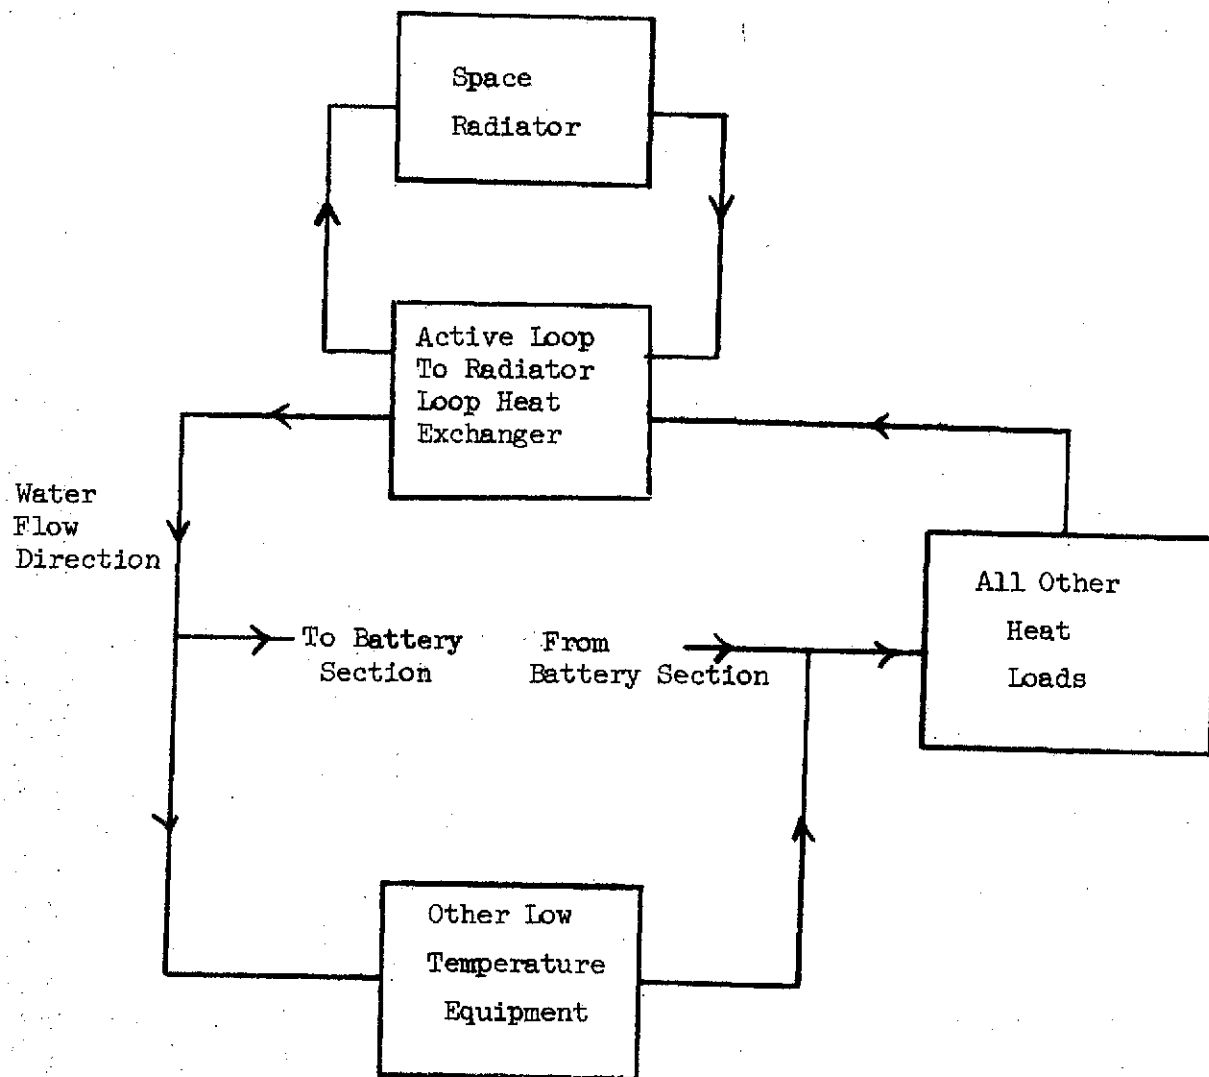 Space
Radiator
Active Loop
To Radiator
Loop Heat
Exchanger
Water
Flow
Direction
All Other
Heat
Loads
To Battery
Section
From
Battery Section
Other Low
Temperature
Equipment